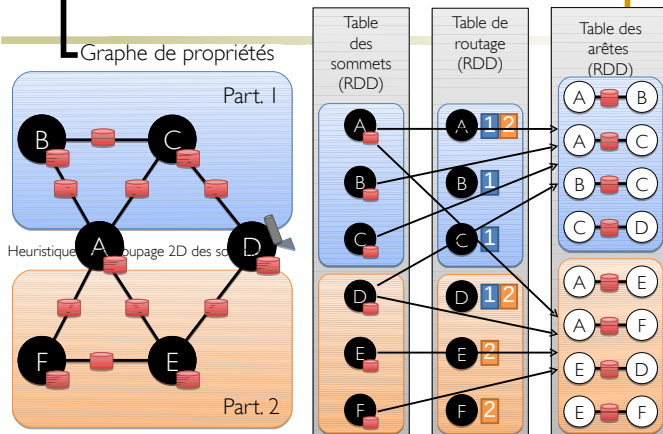 Graphe de propriétés
Part. 1
B
C
A
D
Heuristique
oupage 2D des so
F
E
Part. 2
Table
des
sommets
(RDD)
A
B
C
D
E
F
Table de
routage
(RDD)
A 1 2
B 1
C 1
D 1 2
E 2
F 2
Table des
arêtes
(RDD)
A B
A C
B C
C D
A E
A F
E D
E F